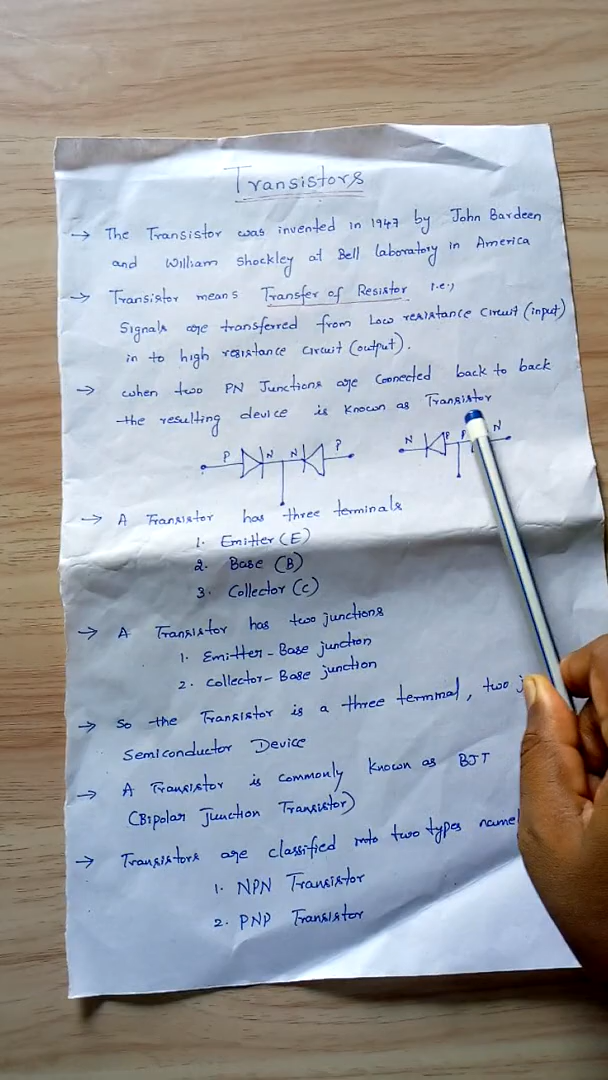 Transistors
→ The Transistor was invented in 1947 by John Bardeen
and William Shockley at Bell laboratory in America
→ Transistor means Transfer of Resistor i.e.,
Signals are transferred from Low resistance circuit (input)
in to high resistance circuit (output).
→ when two PN Junctions are connected back to back
the resulting device is known as Transistor
P N N P N P P N
→ A Transistor has three terminals
1. Emitter (E)
2. Base (B)
3. Collector (C)
→ A Transistor has two junctions
1. Emitter-Base junction
2. Collector-Base junction
→ So the Transistor is a three terminal, two j
Semiconductor Device
→ A Transistor is commonly known as BJT
(Bipolar Junction Transistor)
→ Transistors are classified into two types namel
1. NPN Transistor
2. PNP Transistor